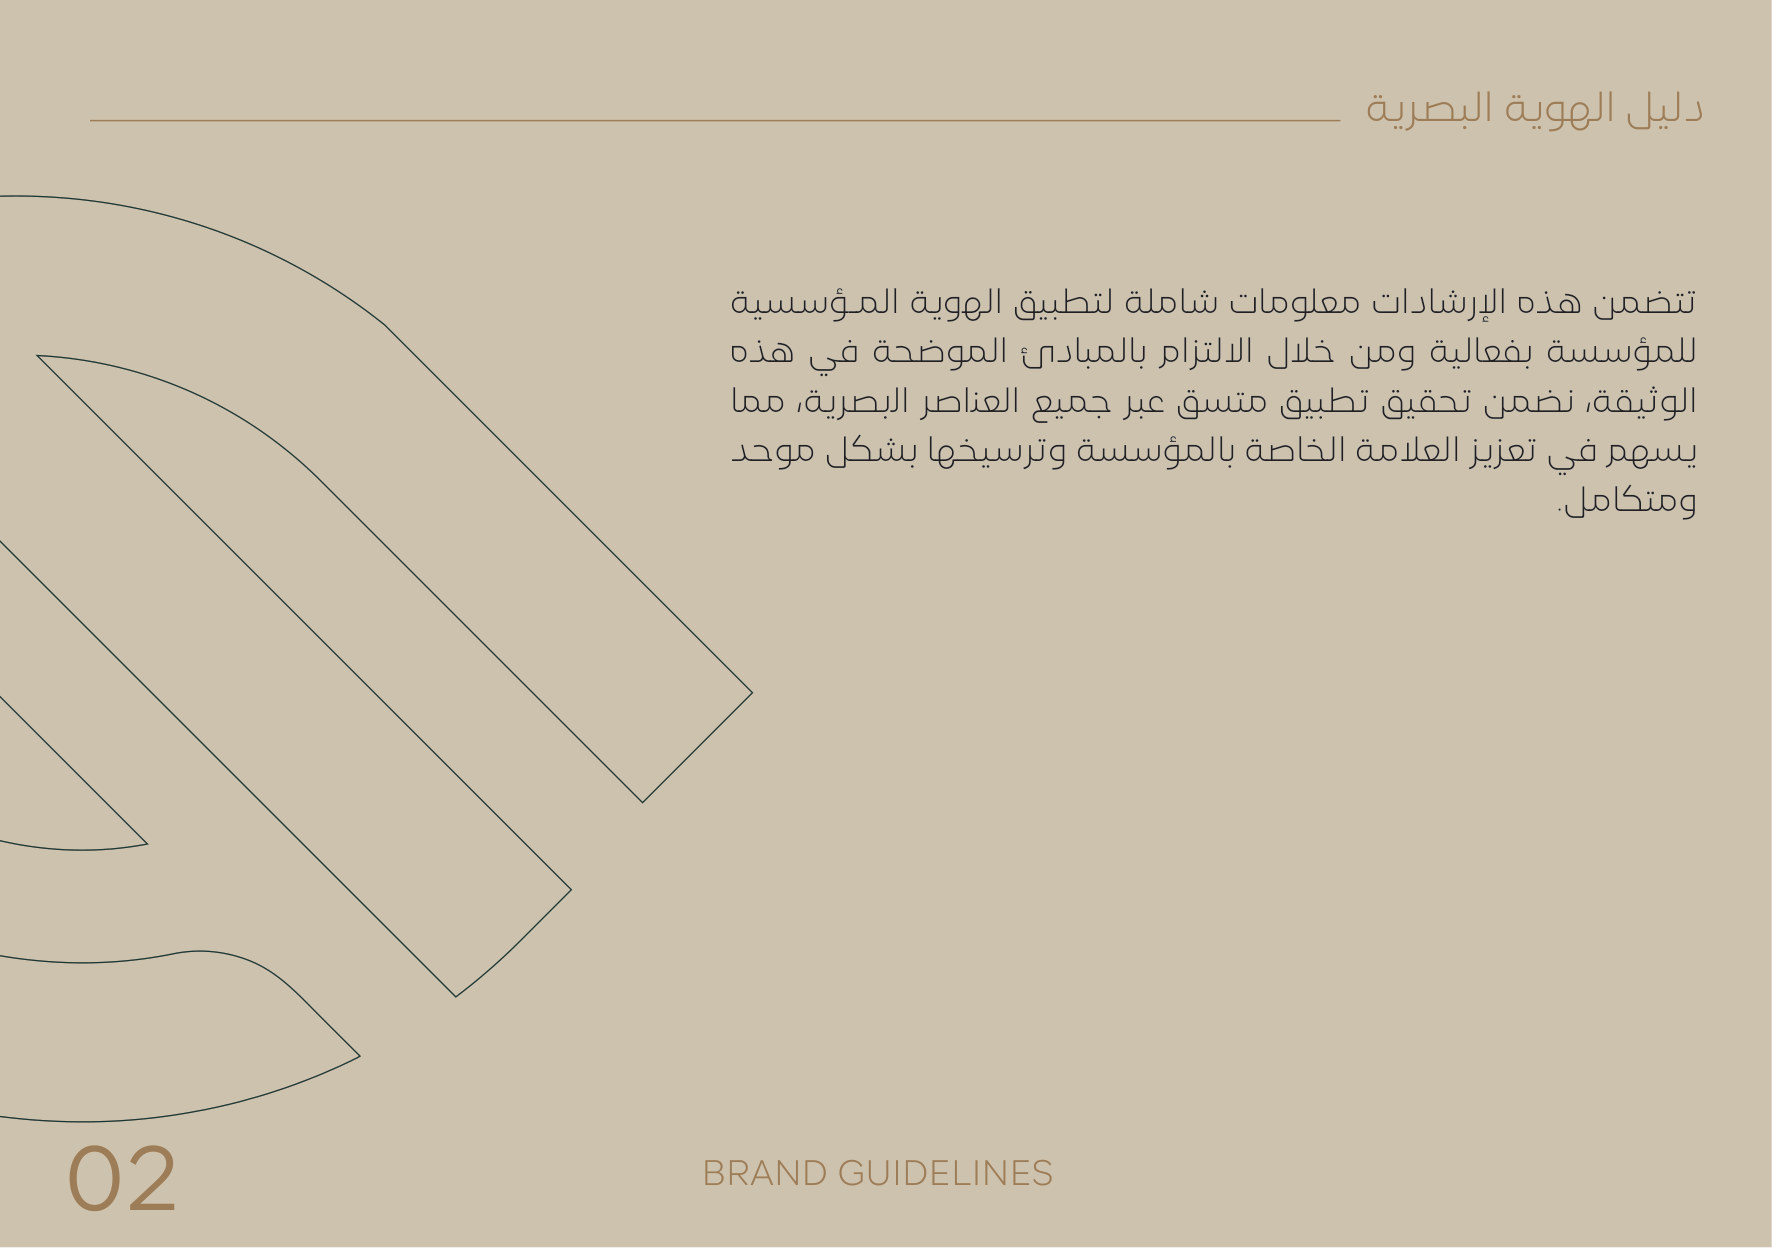 دليل الهوية البصرية
تتضمن هذه الإرشادات معلومات شاملة لتطبيق الهوية المـؤسسية
للمؤسسة بفعالية ومن خلال الالتزام بالمبادئ الموضحة في هذه
الوثيقة، نضمن تحقيق تطبيق متسق عبر جميع العناصر البصرية، مما
يسهم في تعزيز العلامة الخاصة بالمؤسسة وترسيخها بشكل موحد
ومتكامل.
02
BRAND GUIDELINES